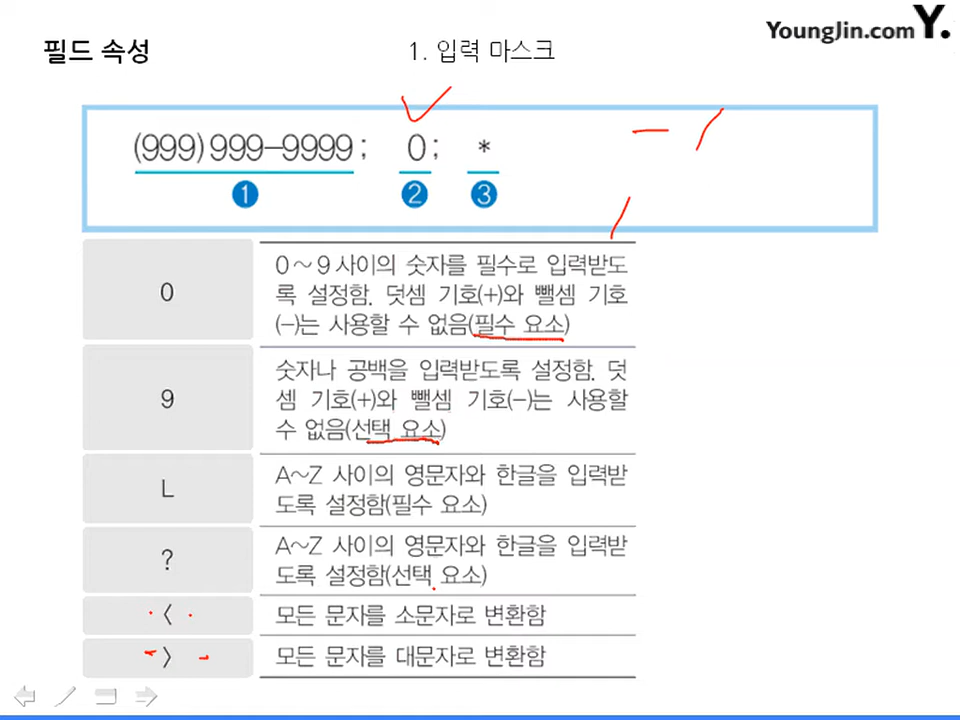 필드 속성
1. 입력 마스크
YoungJin.com Y.
(999)999-9999; 0; *
1 2 3
0
0~9 사이의 숫자를 필수로 입력받도
록 설정함. 덧셈 기호(+)와 뺄셈 기호
(-)는 사용할 수 없음(필수 요소)
9
숫자나 공백을 입력받도록 설정함. 덧
셈 기호(+)와 뺄셈 기호(-)는 사용할
수 없음(선택 요소)
L
A~Z 사이의 영문자와 한글을 입력받
도록 설정함(필수 요소)
?
A~Z 사이의 영문자와 한글을 입력받
도록 설정함(선택 요소)
〈
모든 문자를 소문자로 변환함
〉
모든 문자를 대문자로 변환함